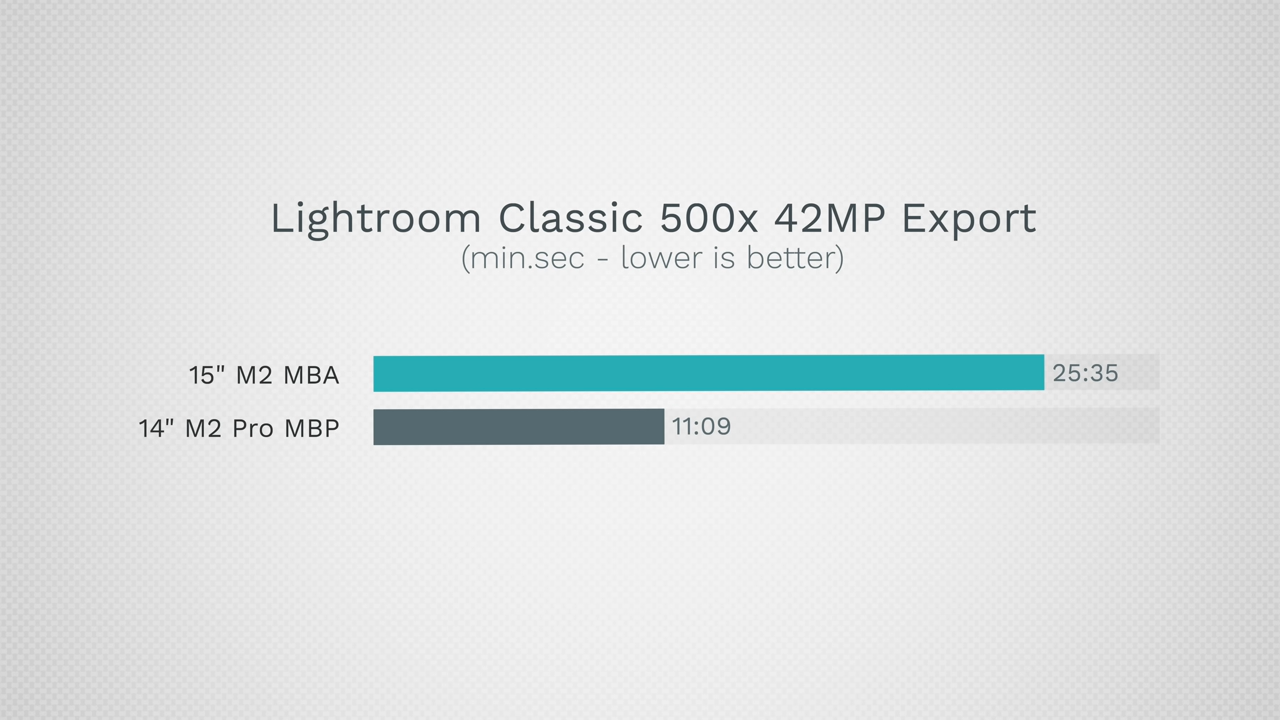 Lightroom Classic 500x 42MP Export
(min.sec - lower is better)
15" M2 MBA 25:35
14" M2 Pro MBP 11:09